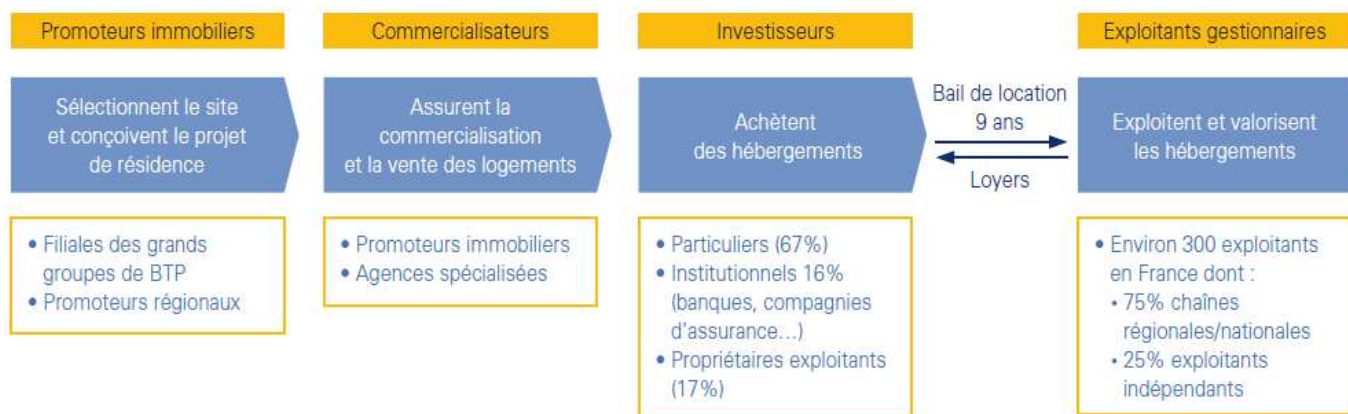 Promoteurs immobiliers
Sélectionnent le site
et conçoivent le projet
de résidence
• Filiales des grands
groupes de BTP
• Promoteurs régionaux
Commercialisateurs
Assurent la
commercialisation
et la vente des logements
• Promoteurs immobiliers
• Agences spécialisées
Investisseurs
Achètent
des hébergements
• Particuliers (67%)
• Institutionnels 16%
(banques, compagnies
d'assurance…)
• Propriétaires exploitants
(17%)
Bail de location
9 ans
Loyers
Exploitants gestionnaires
Exploitent et valorisent
les hébergements
• Environ 300 exploitants
en France dont :
• 75% chaînes
régionales/nationales
• 25% exploitants
indépendants